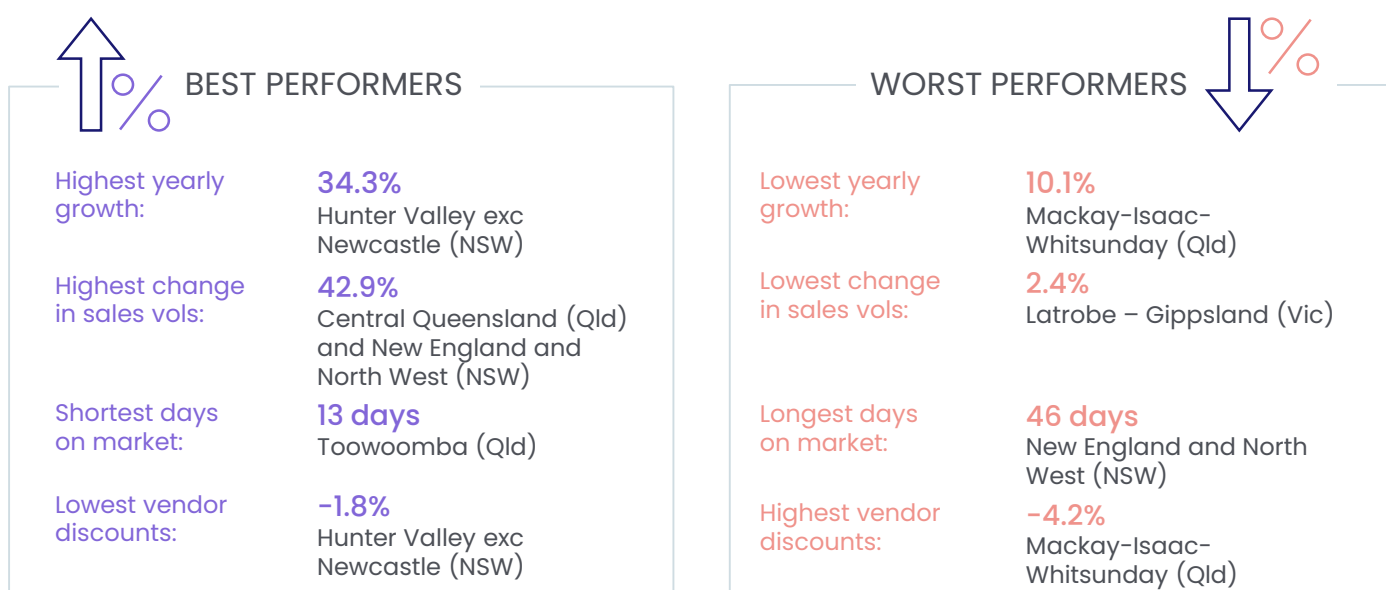 %
BEST PERFORMERS
Highest yearly
growth:
34.3%
Hunter Valley exc
Newcastle (NSW)
Highest change
in sales vols:
42.9%
Central Queensland (Qld)
and New England and
North West (NSW)
Shortest days
on market:
13 days
Toowoomba (Qld)
Lowest vendor
discounts:
-1.8%
Hunter Valley exc
Newcastle (NSW)
WORST PERFORMERS
%
Lowest yearly
growth:
10.1%
Mackay-Isaac-
Whitsunday (Qld)
Lowest change
in sales vols:
2.4%
Latrobe – Gippsland (Vic)
Longest days
on market:
46 days
New England and North
West (NSW)
Highest vendor
discounts:
-4.2%
Mackay-Isaac-
Whitsunday (Qld)